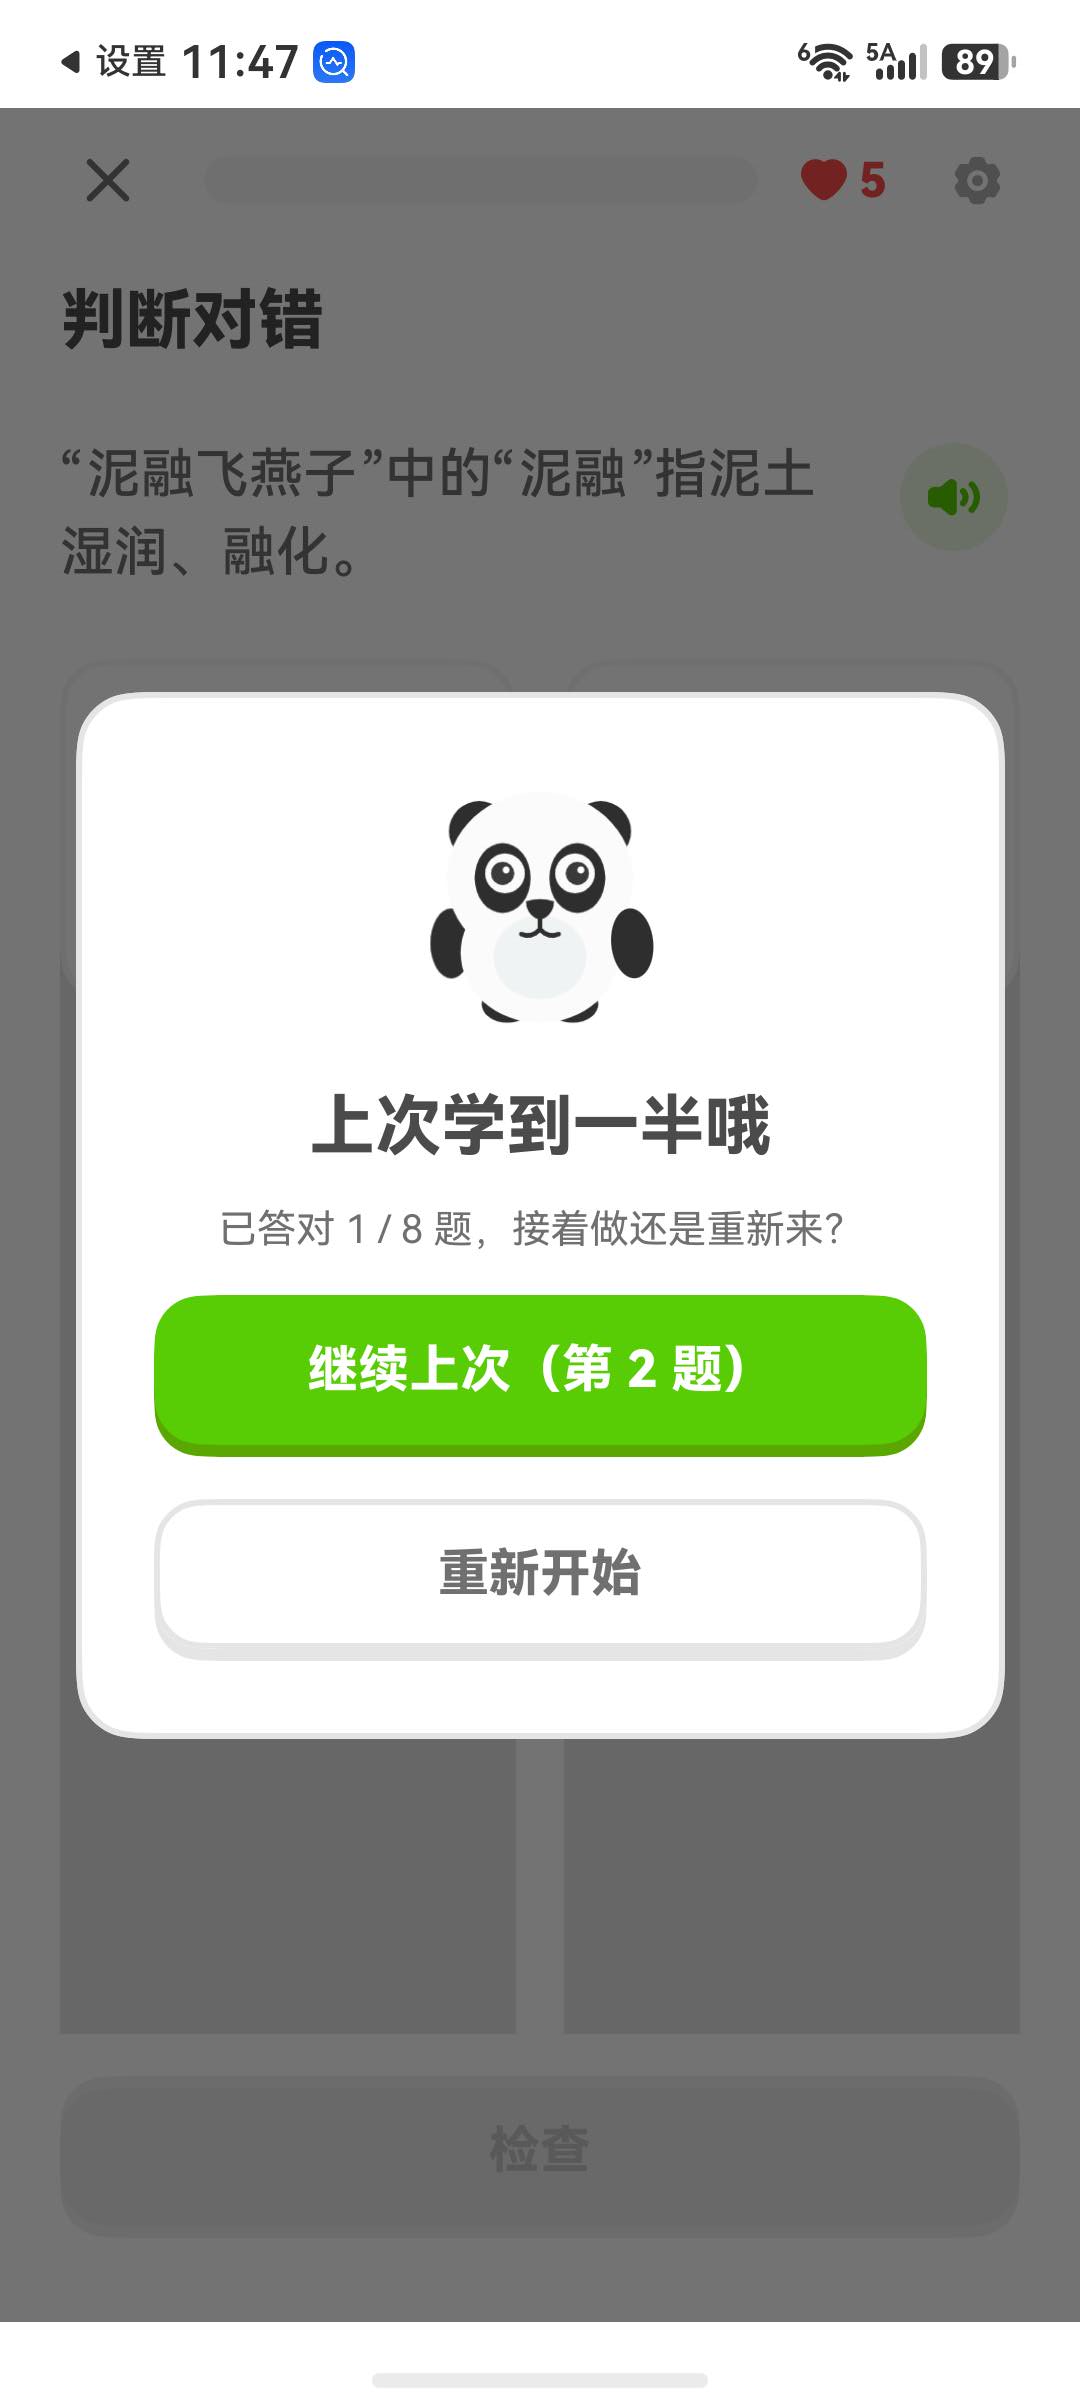 设置 11:47 6 5A 89
5
判断对错
“泥融飞燕子”中的“泥融”指泥土
湿润、融化。
上次学到一半哦
已答对 1 / 8 题，接着做还是重新来？
继续上次（第 2 题）
重新开始
检查